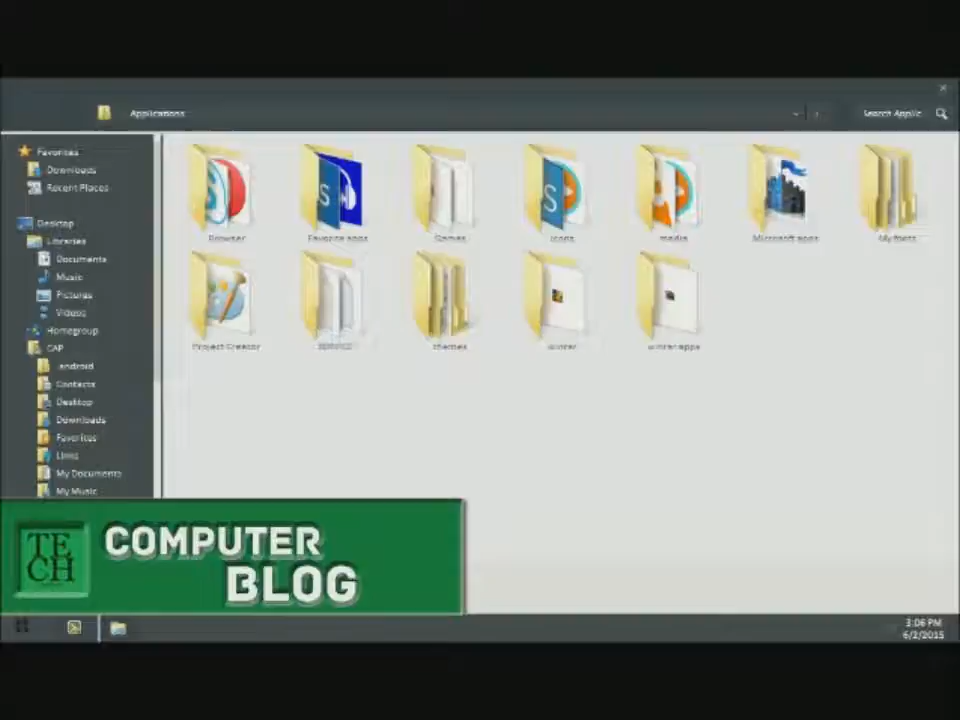 Applications
Search Applic
Favorites
Downloads
Recent Places
Desktop
Libraries
Documents
Music
Pictures
Videos
Homegroup
CAP
android
Contacts
Desktop
Downloads
Favorites
Links
My Documents
My Music
Browser
Favorite apps
Games
icons
media
Microsoft apps
My fonts
Project Creator
themes
winrar
winrar apps
TE
CH
COMPUTER
BLOG
3:06 PM
6/2/2015